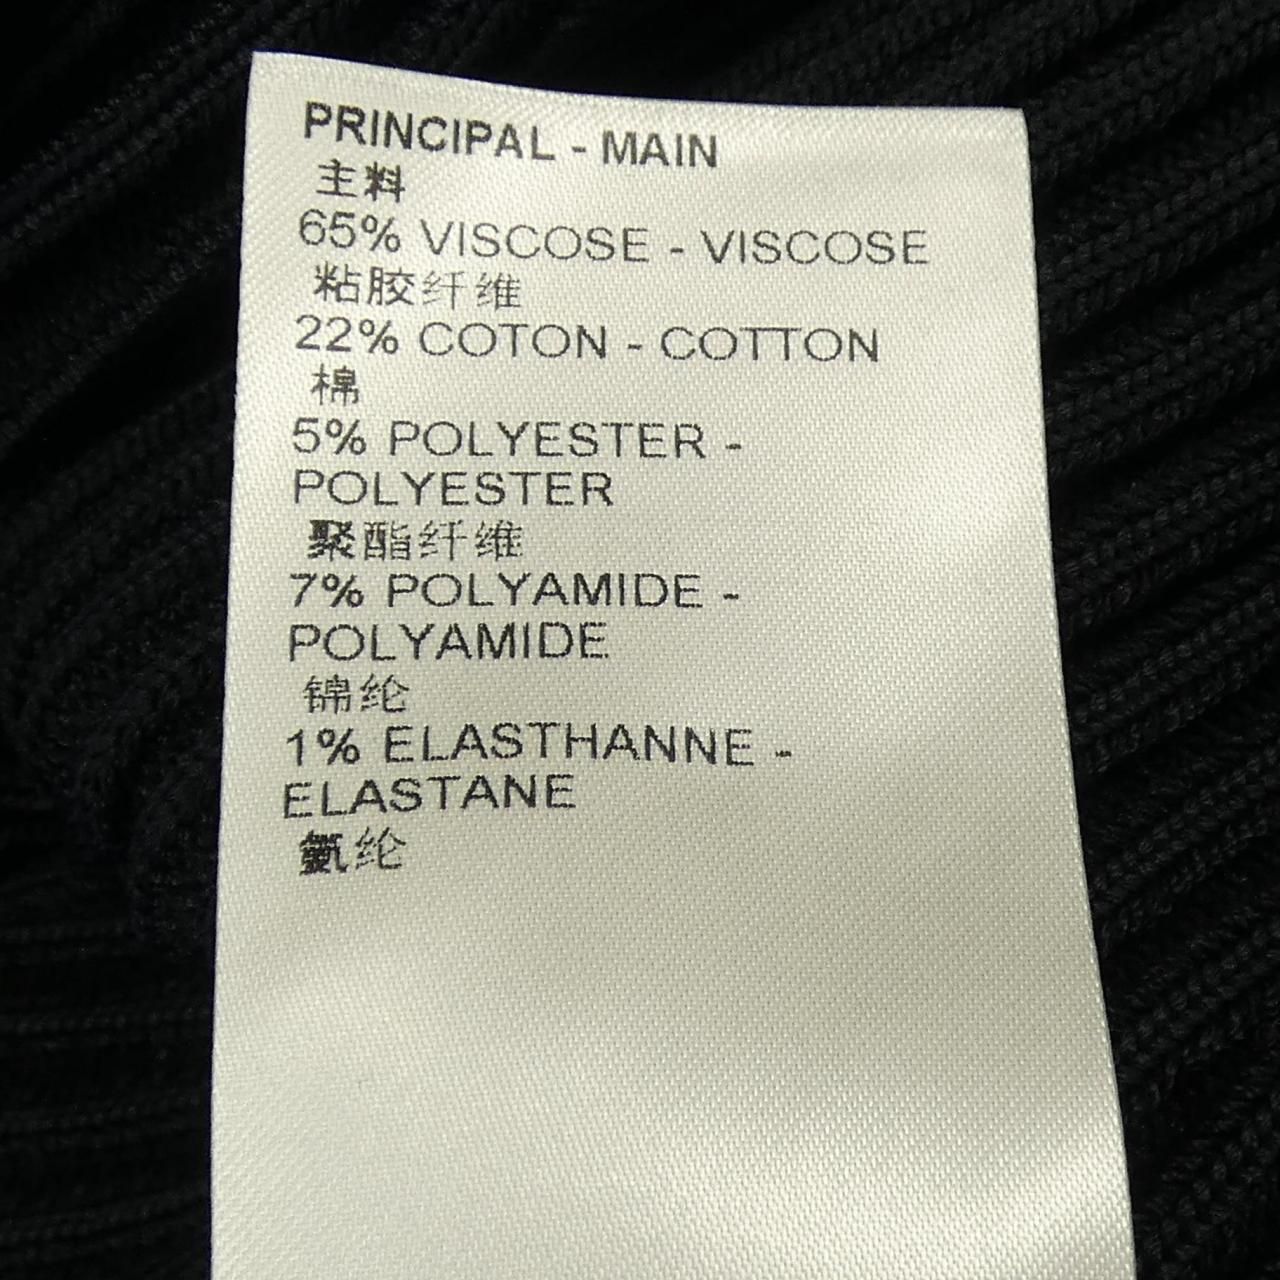 PRINCIPAL - MAIN
主料
65% VISCOSE - VISCOSE
粘胶纤维
22% COTON - COTTON
棉
5% POLYESTER -
POLYESTER
聚酯纤维
7% POLYAMIDE -
POLYAMIDE
锦纶
1% ELASTHANNE -
ELASTANE
氨纶